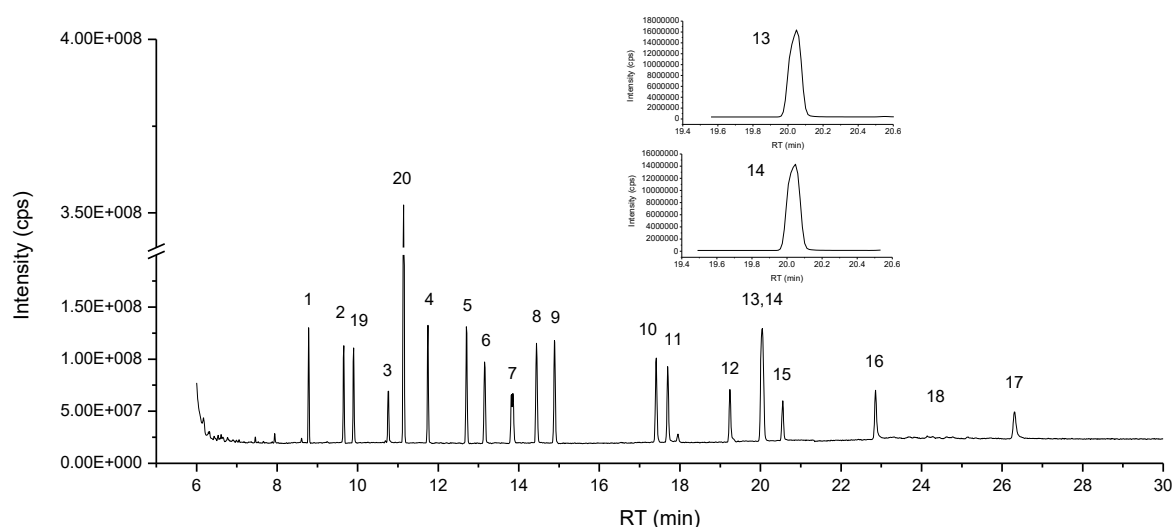 18000000
16000000
14000000
12000000
10000000
8000000
6000000
4000000
2000000
0
Intensity (cps)
13
19.4 19.6 19.8 20.0 20.2 20.4 20.6
RT (min)
16000000
14000000
12000000
10000000
8000000
6000000
4000000
2000000
0
Intensity (cps)
14
19.4 19.6 19.8 20.0 20.2 20.4 20.6
RT (min)
4.00E+008
3.50E+008
1.50E+008
1.00E+008
5.00E+007
0.00E+000
Intensity (cps)
1 2 19 3 20 4 5 6 7 8 9 10 11 12 13,14 15 16 18 17
6 8 10 12 14 16 18 20 22 24 26 28 30
RT (min)